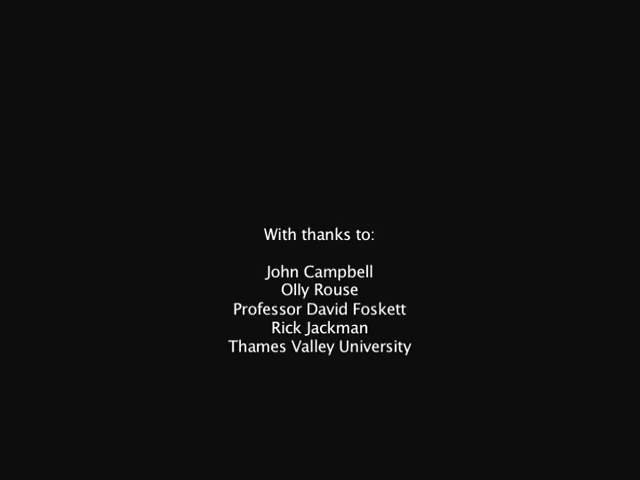 With thanks to:
John Campbell
Olly Rouse
Professor David Foskett
Rick Jackman
Thames Valley University